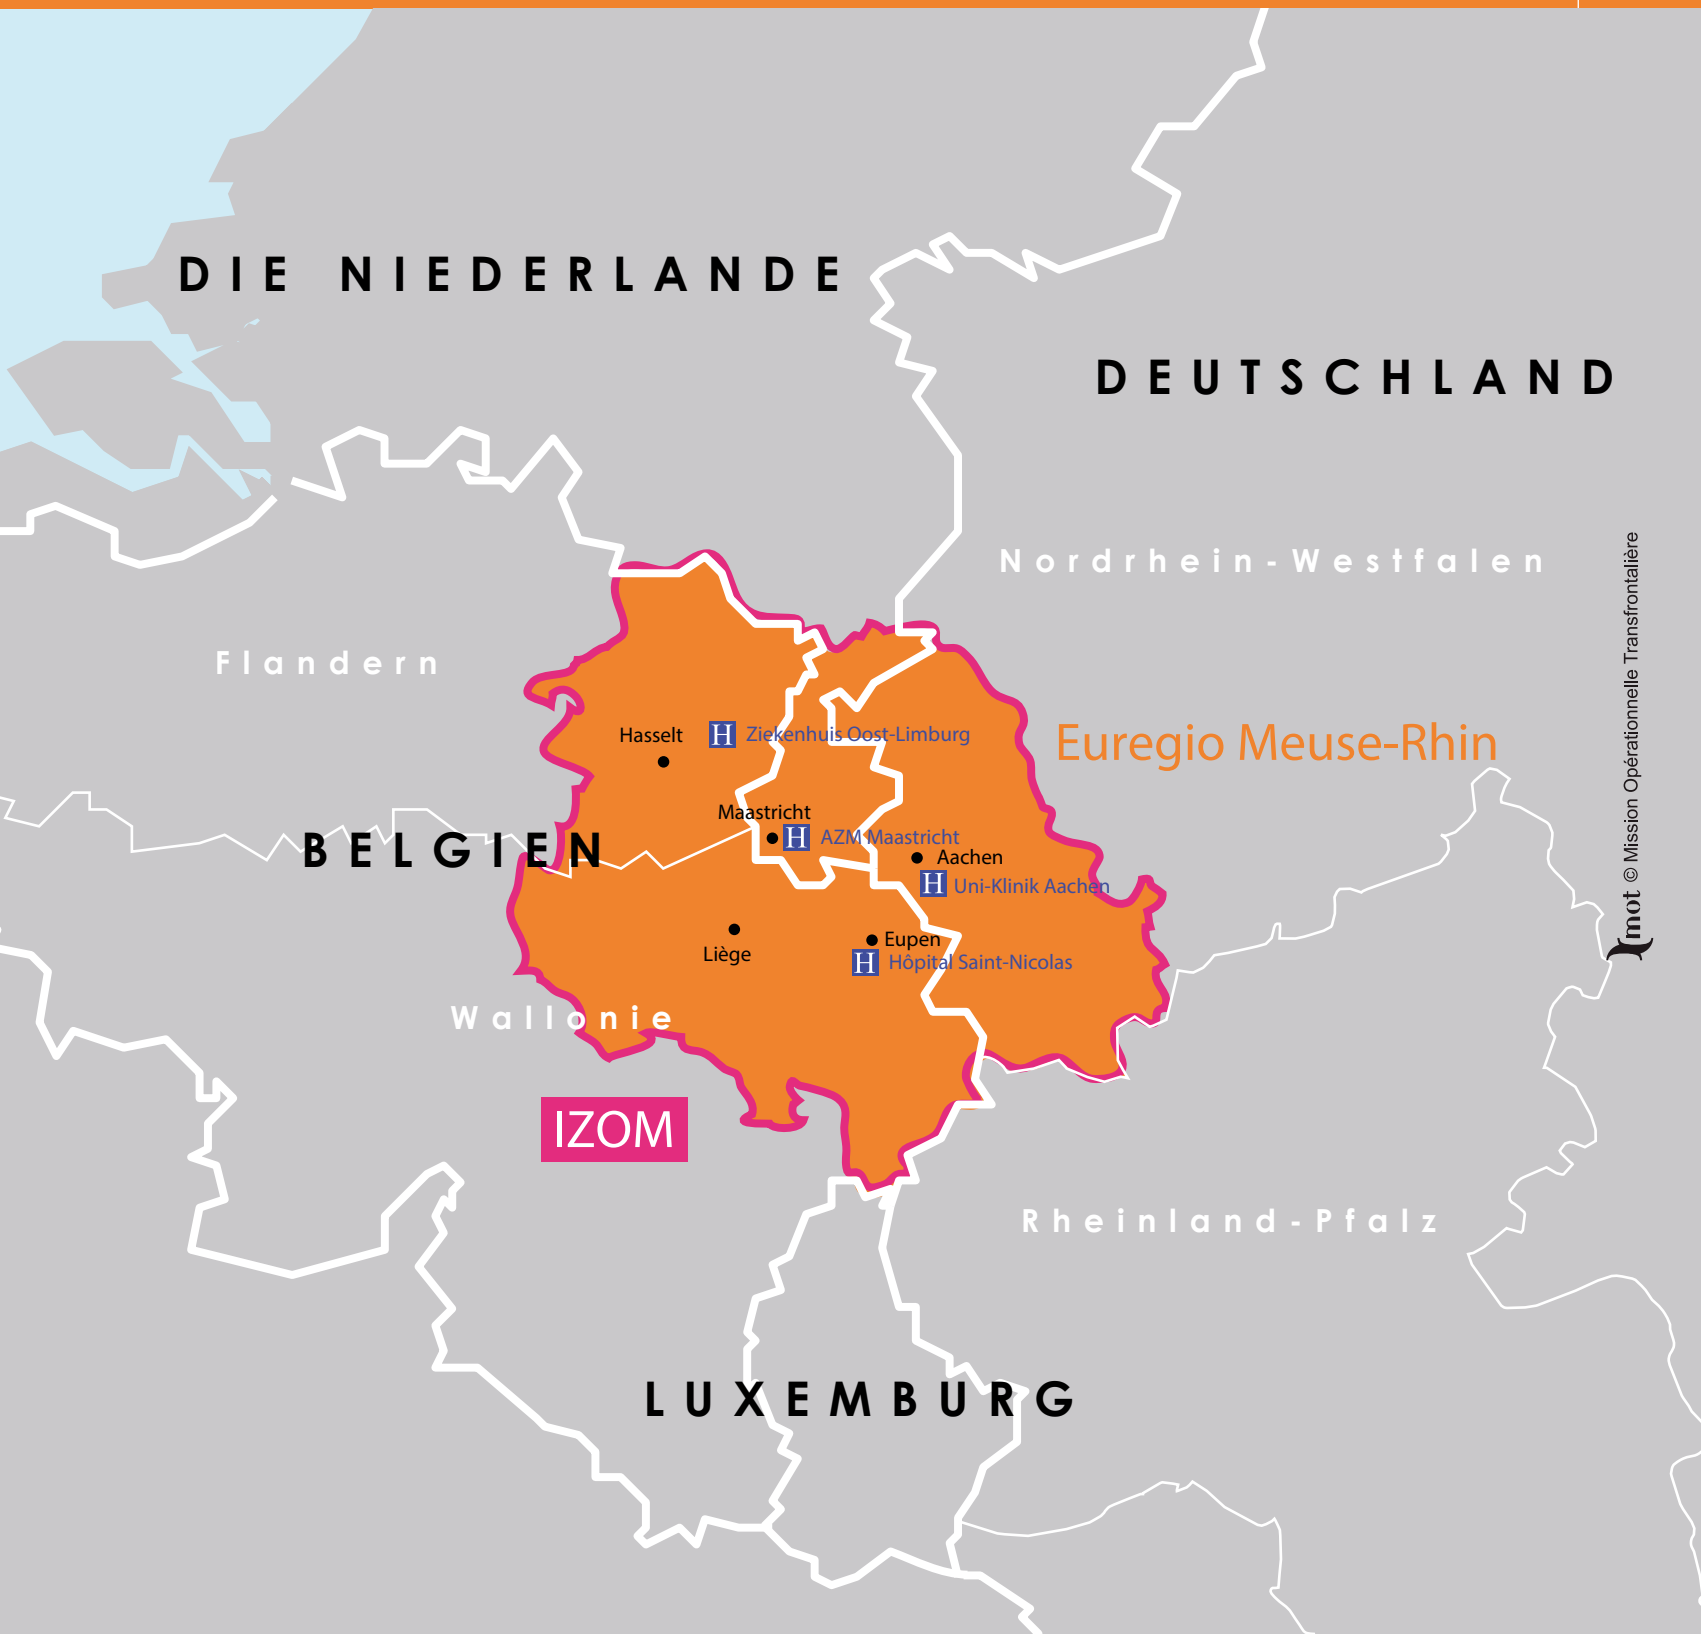 DIE NIEDERLANDE
DEUTSCHLAND
Nordrhein-Westfalen
Flandern
Euregio Meuse-Rhin
Hasselt
H Ziekenhuis Oost-Limburg
Maastricht
H AZM Maastricht
BELGIEN
Aachen
H Uni-Klinik Aachen
Liège
Eupen
H Hôpital Saint-Nicolas
Wallonie
IZOM
Rheinland-Pfalz
LUXEMBURG
mot © Mission Opérationnelle Transfrontalière